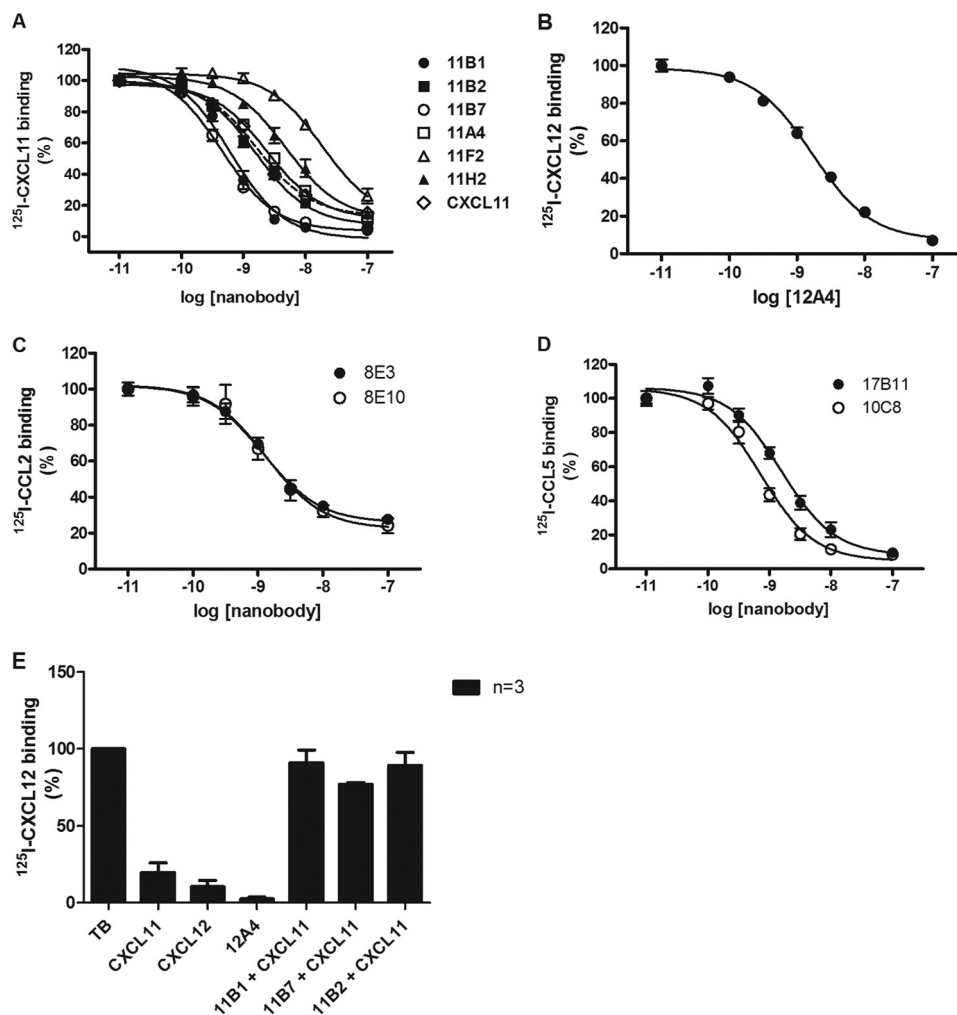 A
¹²⁵I-CXCL11 binding
(%)
120
100
80
60
40
20
0
-11 -10 -9 -8 -7
log [nanobody]
11B1
11B2
11B7
11A4
11F2
11H2
CXCL11
B
¹²⁵I-CXCL12 binding
(%)
120
100
80
60
40
20
0
-11 -10 -9 -8 -7
log [12A4]
C
¹²⁵I-CCL2 binding
(%)
120
100
80
60
40
20
0
-11 -10 -9 -8 -7
log [nanobody]
8E3
8E10
D
¹²⁵I-CCL5 binding
(%)
120
100
80
60
40
20
0
-11 -10 -9 -8 -7
log [nanobody]
17B11
10C8
E
¹²⁵I-CXCL12 binding
(%)
150
100
50
0
TB
CXCL11
CXCL12
12A4
11B1 + CXCL11
11B7 + CXCL11
11B2 + CXCL11
n=3